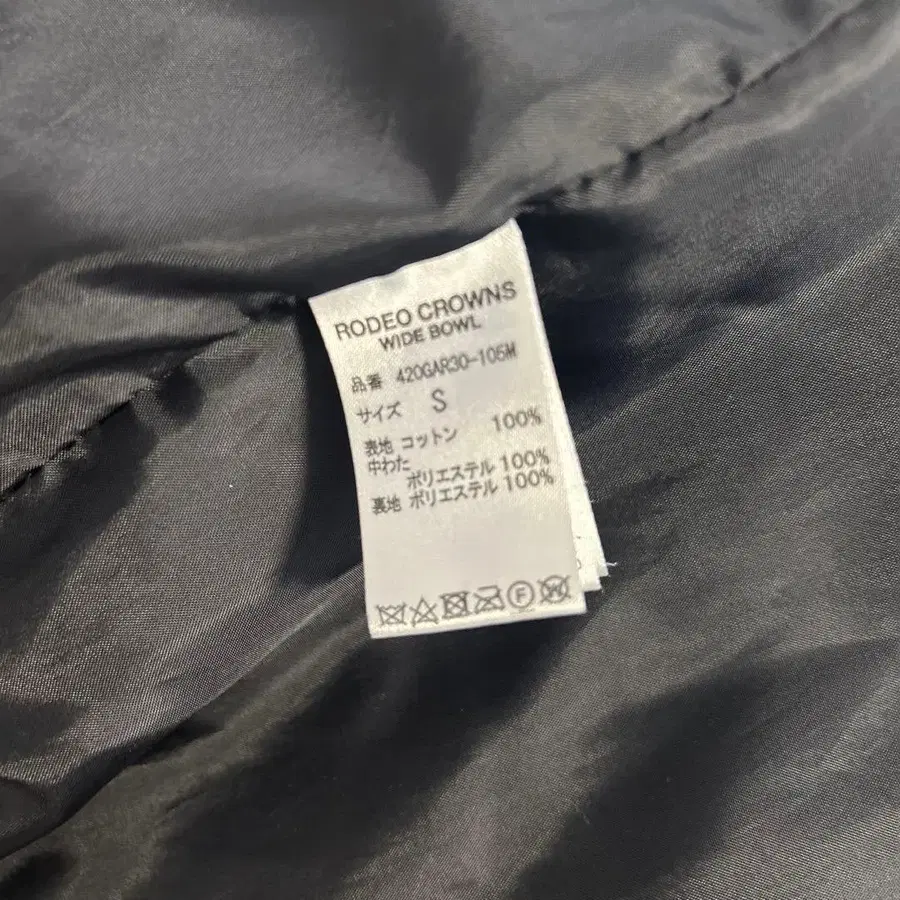 RODEO CROWNS
WIDE BOWL
品番 420GAR30-105M
サイズ S
表地 コットン 100%
中わた
ポリエステル 100%
裏地 ポリエステル 100%
F
W